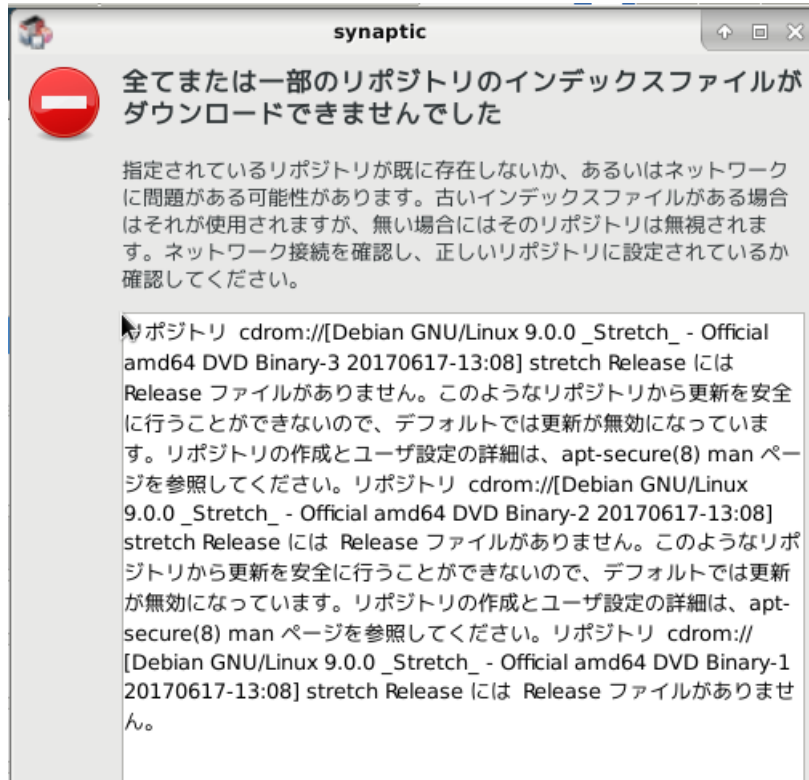 synaptic
全てまたは一部のリポジトリのインデックスファイルが
ダウンロードできませんでした
指定されているリポジトリが既に存在しないか、あるいはネットワーク
に問題がある可能性があります。古いインデックスファイルがある場合
はそれが使用されますが、無い場合にはそのリポジトリは無視されま
す。ネットワーク接続を確認し、正しいリポジトリに設定されているか
確認してください。
リポジトリ cdrom://[Debian GNU/Linux 9.0.0 _Stretch_ - Official
amd64 DVD Binary-3 20170617-13:08] stretch Release には
Release ファイルがありません。このようなリポジトリから更新を安全
に行うことができないので、デフォルトでは更新が無効になっていま
す。リポジトリの作成とユーザ設定の詳細は、apt-secure(8) man ペー
ジを参照してください。リポジトリ cdrom://[Debian GNU/Linux
9.0.0 _Stretch_ - Official amd64 DVD Binary-2 20170617-13:08]
stretch Release には Release ファイルがありません。このようなリポ
ジトリから更新を安全に行うことができないので、デフォルトでは更新
が無効になっています。リポジトリの作成とユーザ設定の詳細は、apt-
secure(8) man ページを参照してください。リポジトリ cdrom://
[Debian GNU/Linux 9.0.0 _Stretch_ - Official amd64 DVD Binary-1
20170617-13:08] stretch Release には Release ファイルがありませ
ん。